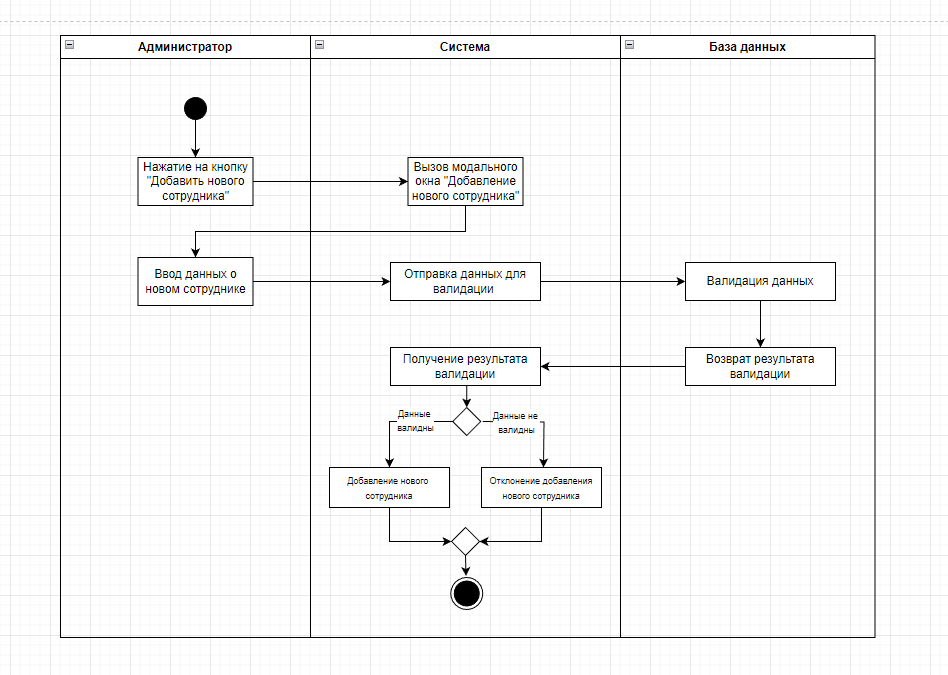 Администратор
Система
База данных
Нажатие на кнопку
"Добавить нового
сотрудника"
Вызов модального
окна "Добавление
нового сотрудника"
Ввод данных о
новом сотруднике
Отправка данных для
валидации
Валидация данных
Получение результата
валидации
Возврат результата
валидации
Данные
валидны
Данные не
валидны
Добавление нового
сотрудника
Отклонение добавления
нового сотрудника